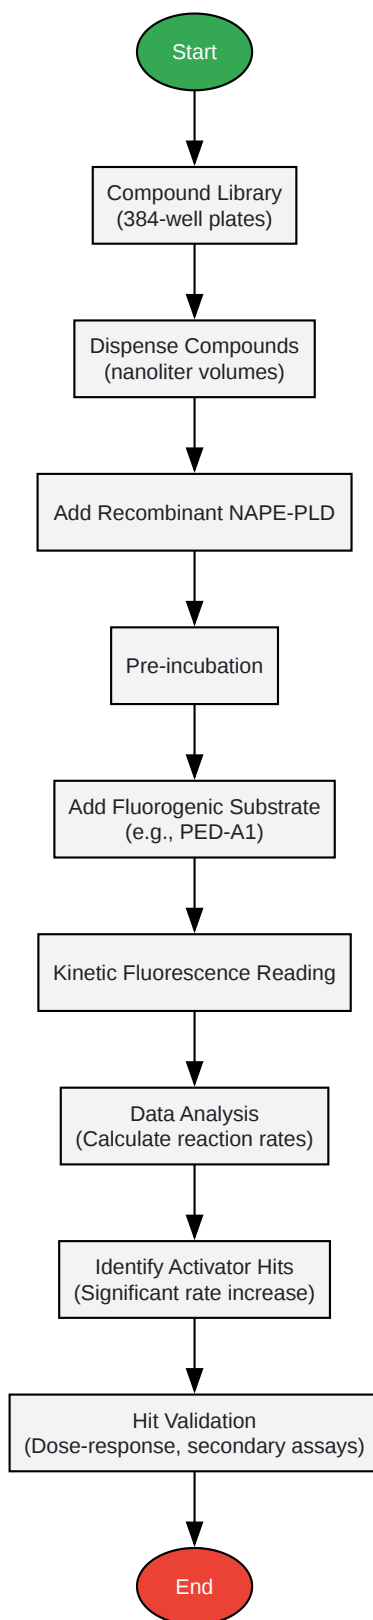 Start
Compound Library
(384-well plates)
Dispense Compounds
(nanoliter volumes)
Add Recombinant NAPE-PLD
Pre-incubation
Add Fluorogenic Substrate
(e.g., PED-A1)
Kinetic Fluorescence Reading
Data Analysis
(Calculate reaction rates)
Identify Activator Hits
(Significant rate increase)
Hit Validation
(Dose-response, secondary assays)
End